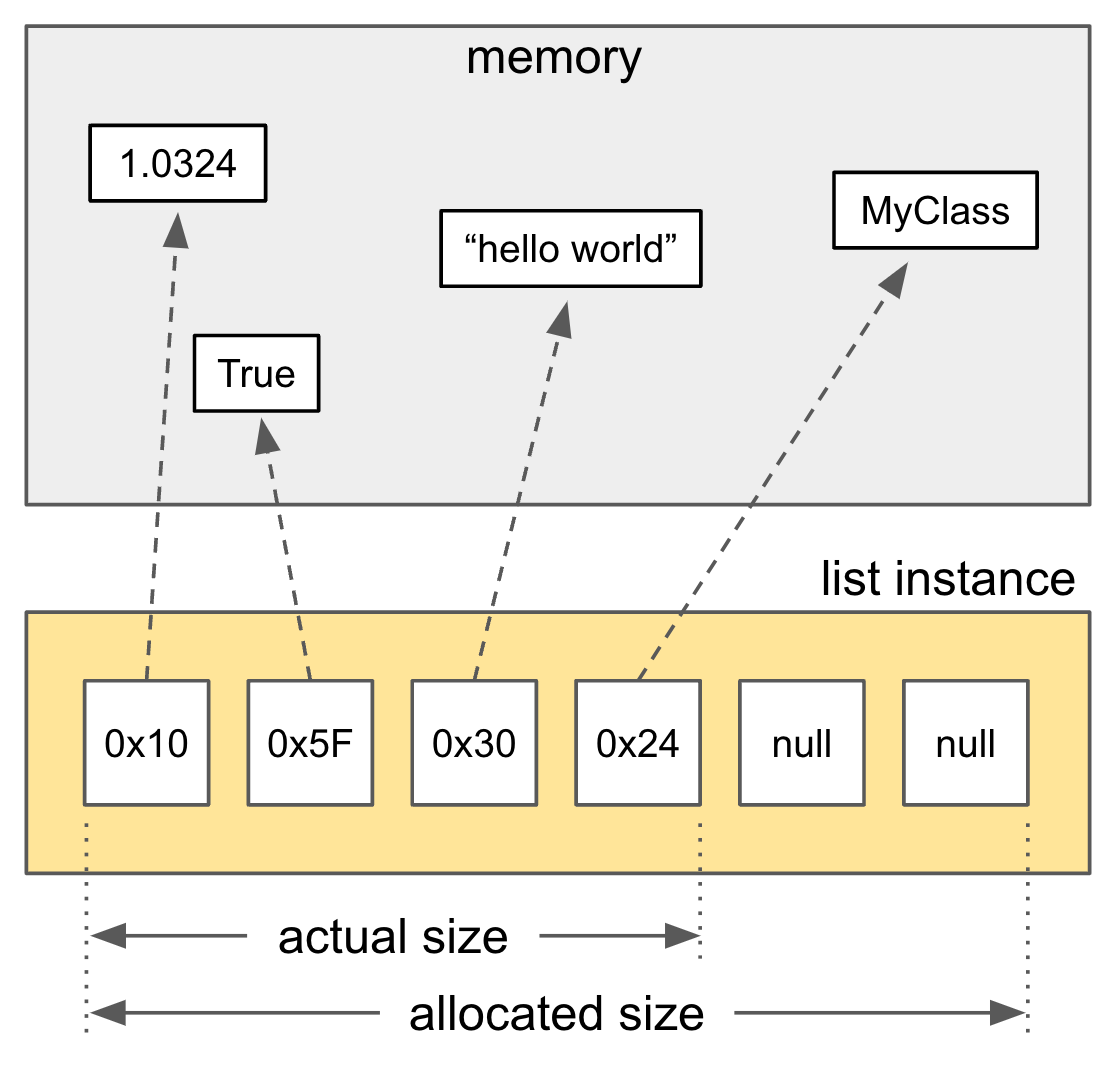 memory
1.0324
MyClass
“hello world”
True
list instance
0x10
0x5F
0x30
0x24
null
null
actual size
allocated size